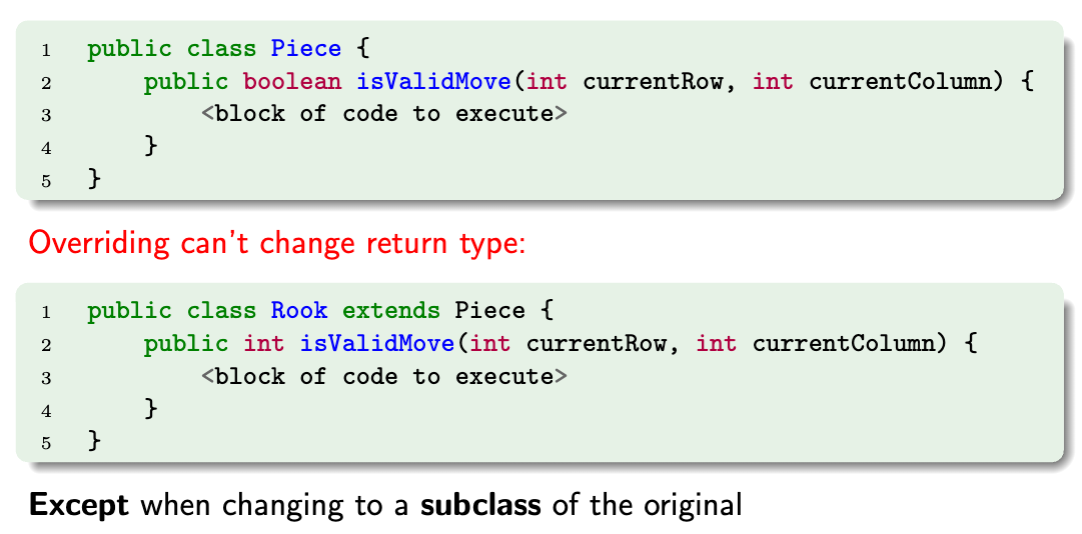 1 public class Piece {
2     public boolean isValidMove(int currentRow, int currentColumn) {
3         <block of code to execute>
4     }
5 }
Overriding can't change return type:
1 public class Rook extends Piece {
2     public int isValidMove(int currentRow, int currentColumn) {
3         <block of code to execute>
4     }
5 }
Except when changing to a subclass of the original